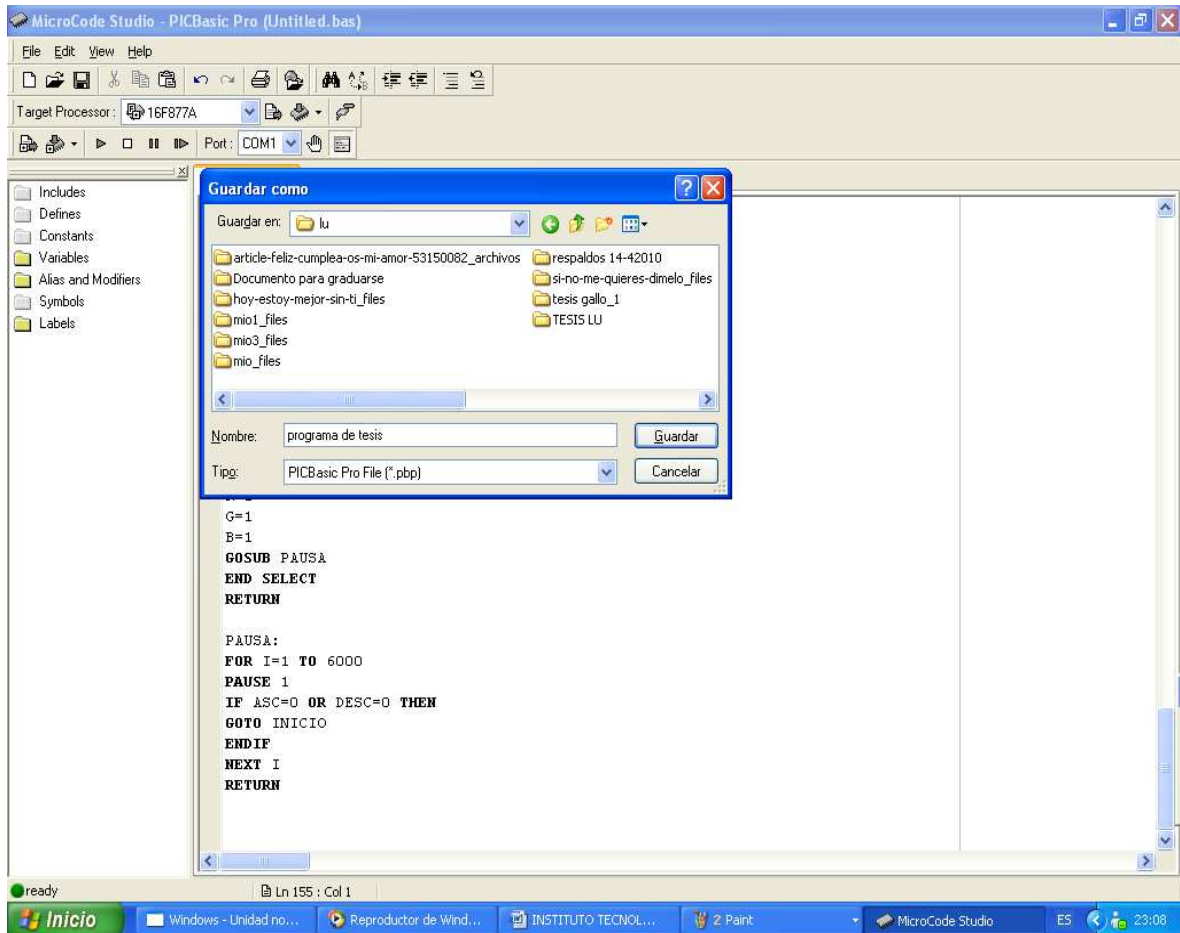 MicroCode Studio - PICBasic Pro (Untitled.bas)
File Edit View Help
Target Processor: 16F877A
Port: COM1
Includes
Defines
Constants
Variables
Alias and Modifiers
Symbols
Labels
Guardar como
Guardar en: lu
article-feliz-cumplea-os-mi-amor-53150082_archivos
Documento para graduarse
hoy-estoy-mejor-sin-ti_files
mio1_files
mio3_files
mio_files
respaldos 14-42010
si-no-me-quieres-dimelo_files
tesis gallo_1
TESIS LU
Nombre: programa de tesis
Guardar
Tipo: PICBasic Pro File (*.pbp)
Cancelar
G=1
B=1
GOSUB PAUSA
END SELECT
RETURN
PAUSA:
FOR I=1 TO 6000
PAUSE 1
IF ASC=0 OR DESC=0 THEN
GOTO INICIO
ENDIF
NEXT I
RETURN
ready
Ln 155 : Col 1
Inicio
Windows - Unidad no...
Reproductor de Wind...
INSTITUTO TECNOL...
2 Paint
MicroCode Studio
ES
23:08